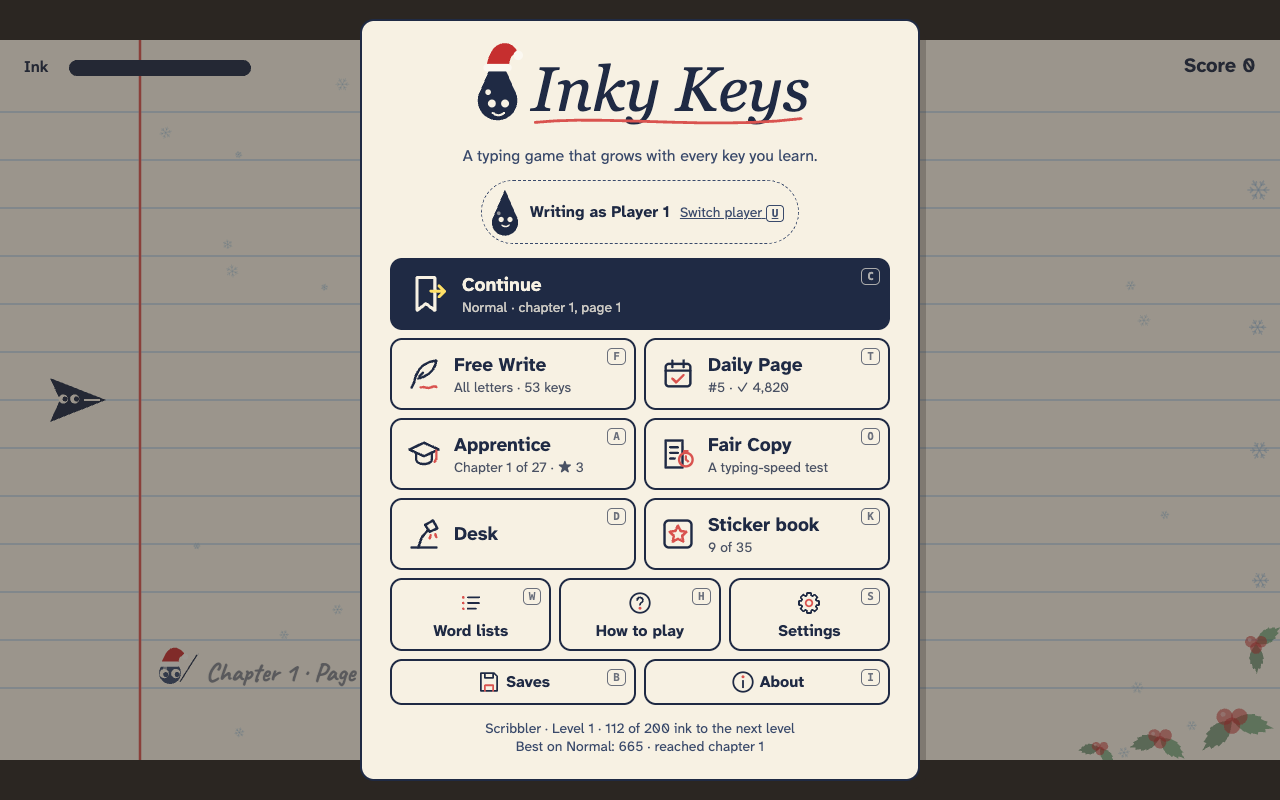 Ink
Score 0
Inky Keys
A typing game that grows with every key you learn.
Writing as Player 1 Switch player U
Continue C
Normal · chapter 1, page 1
Free Write F
All letters · 53 keys
Daily Page T
#5 · ✓ 4,820
Apprentice A
Chapter 1 of 27 · ★ 3
Fair Copy O
A typing-speed test
Desk D
Sticker book K
9 of 35
Word lists W
How to play H
Settings S
Saves B
About I
Chapter 1 · Page
Scribbler · Level 1 · 112 of 200 ink to the next level
Best on Normal: 665 · reached chapter 1